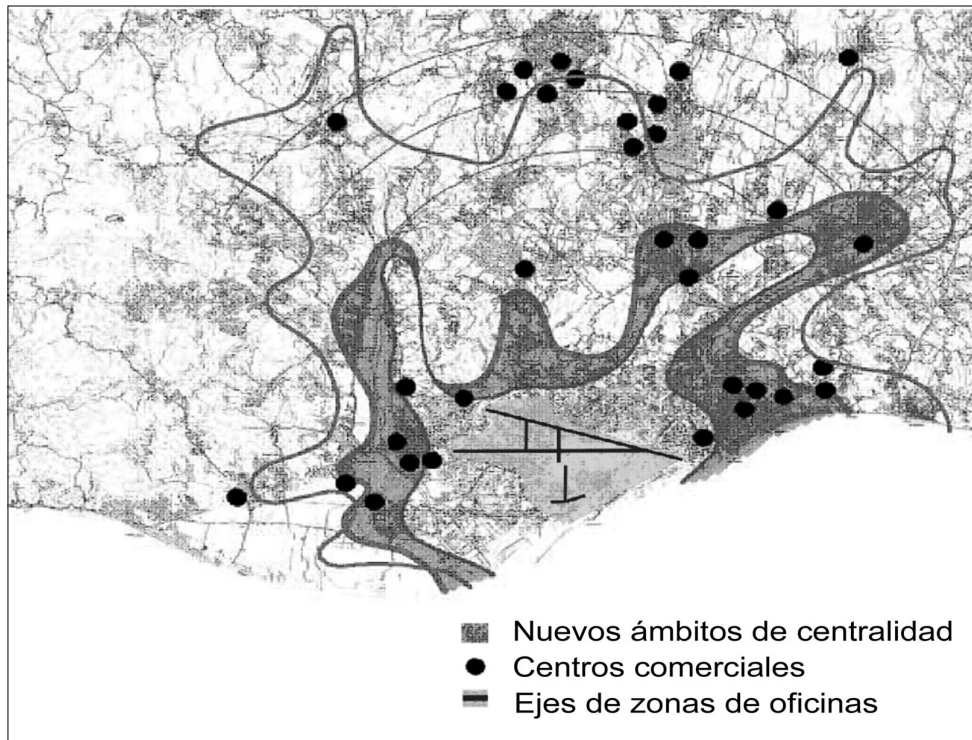 Nuevos ámbitos de centralidad
Centros comerciales
Ejes de zonas de oficinas